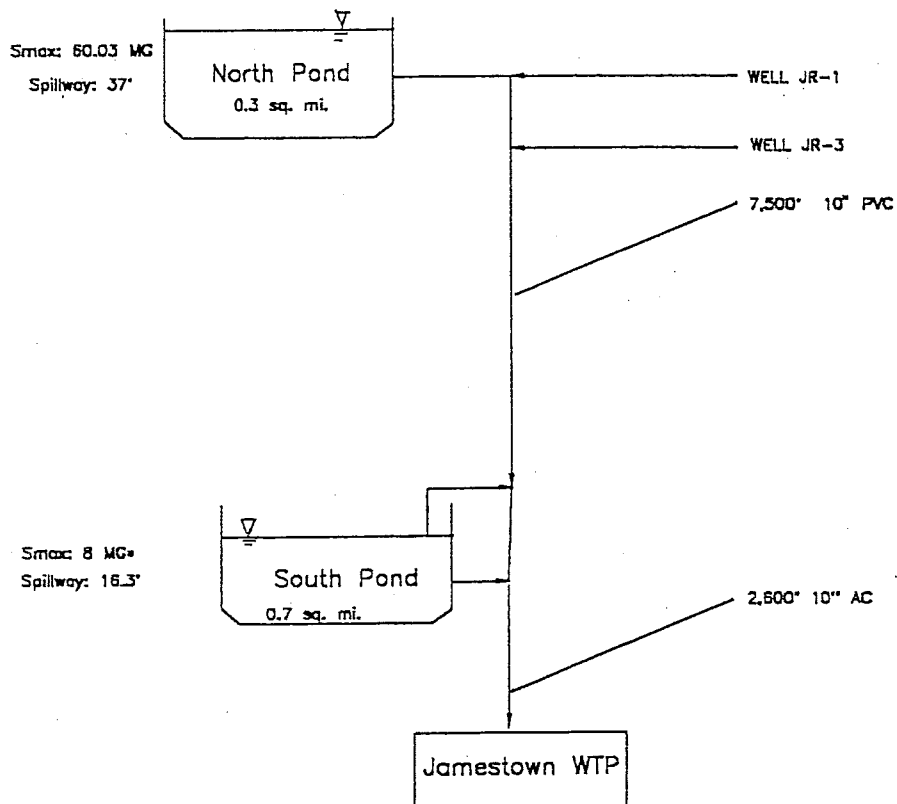 Smax: 60.03 MG
Spillway: 37'
North Pond
0.3 sq. mi.
WELL JR-1
WELL JR-3
7,500' 10" PVC
Smax: 8 MG*
Spillway: 16.3'
South Pond
0.7 sq. mi.
2,600' 10" AC
Jamestown WTP